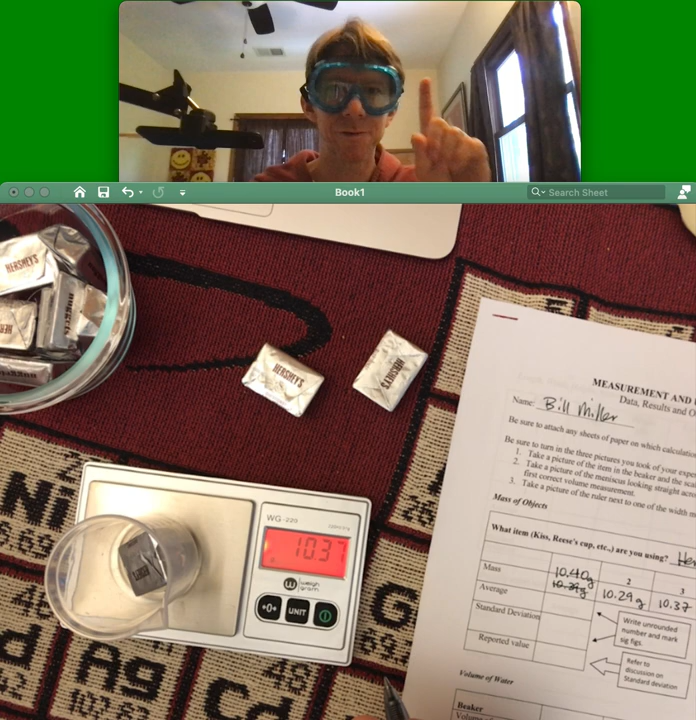 Book1
Search Sheet
HERSHEY'S
HERSHEY'S
HERSHEY'S
NUGGETS
WG-220
10.37
weigh
gram
UNIT
Ni
Ag
Cd
MEASUREMENT AND
Data, Results and
Name: Bill Miller
Be sure to attach any sheets of paper on which
Be sure to turn in the three pictures you took of your
1. Take a picture of the item in the beaker and the
2. Take a picture of the meniscus looking straight
first correct volume measurement.
3. Take a picture of the ruler next to one of the width
Mass of Objects
What item (Kiss, Reese's cup, etc.,) are you using?
2 3
Mass 10.40g 10.29 g 10.37
Average
Standard Deviation
Reported value
Write unrounded
number and mark
sig figs.
Refer to
discussion on
Standard deviation
Volume of Water
Beaker